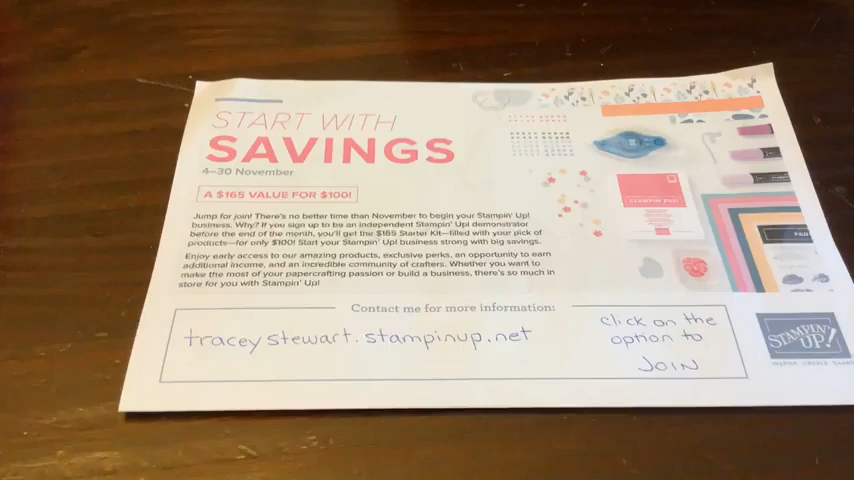 START WITH
SAVINGS
4–30 November
A $165 VALUE FOR $100!
Jump for join! There's no better time than November to begin your Stampin' Up!
business. Why? If you sign up to be an independent Stampin' Up! demonstrator
before the end of the month, you'll get the $165 Starter Kit—filled with your pick of
products—for only $100! Start your Stampin' Up! business strong with big savings.
Enjoy early access to our amazing products, exclusive perks, an opportunity to earn
additional income, and an incredible community of crafters. Whether you want to
make the most of your papercrafting passion or build a business, there's so much in
store for you with Stampin' Up!
Contact me for more information:
traceystewart.stampinup.net
click on the
option to
JOIN
STAMPIN' PAD
STAMPIN'
UP!
INSPIRE CREATE SHARE